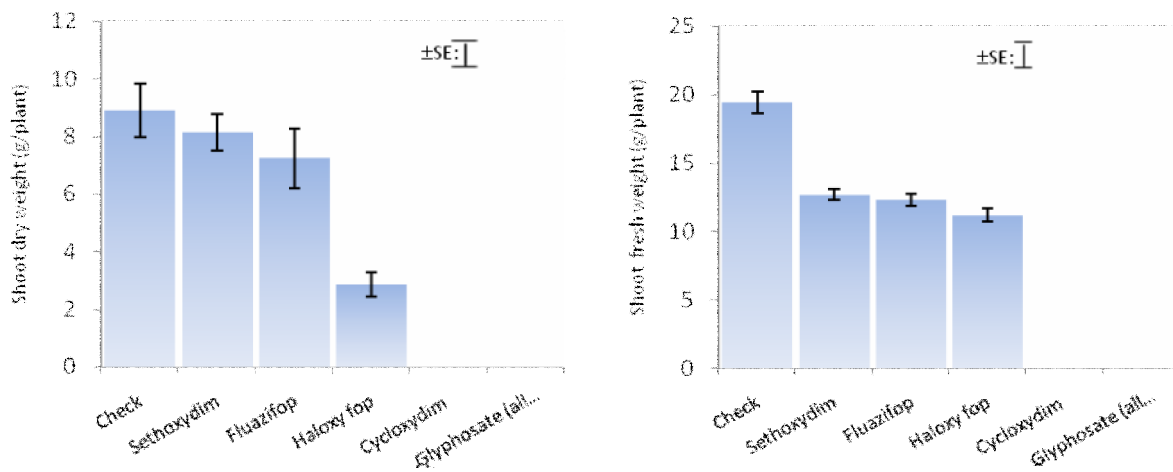 Shoot dry weight (g/plant)
12
10
8
6
4
2
0
±SE:
Check
Sethoxydim
Fluazifop
Haloxy fop
Cycloxydim
Glyphosate (all...
Shoot fresh weight (g/plant)
25
20
15
10
5
0
±SE:
Check
Sethoxydim
Fluazifop
Haloxy fop
Cycloxydim
Glyphosate (all...